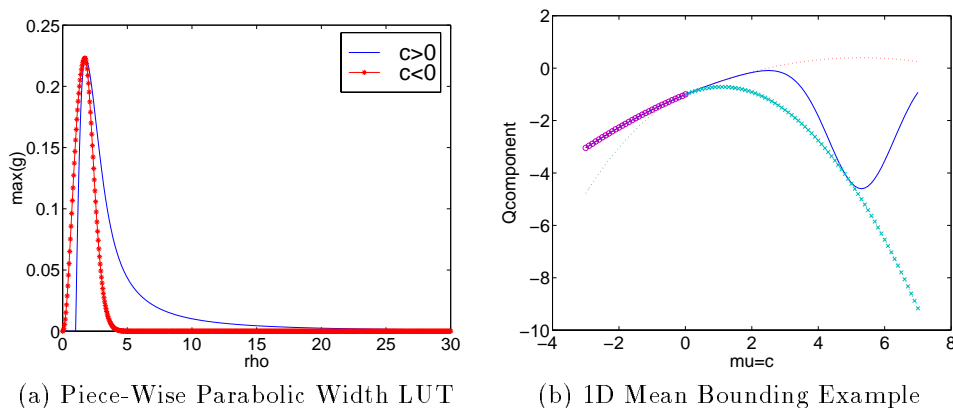 0.25
0.2
0.15
0.1
0.05
0
max(g)
c>0
c<0
0 5 10 15 20 25 30
rho
(a) Piece-Wise Parabolic Width LUT
2
0
−2
−4
−6
−8
−10
Qcomponent
−4 −2 0 2 4 6 8
mu=c
(b) 1D Mean Bounding Example